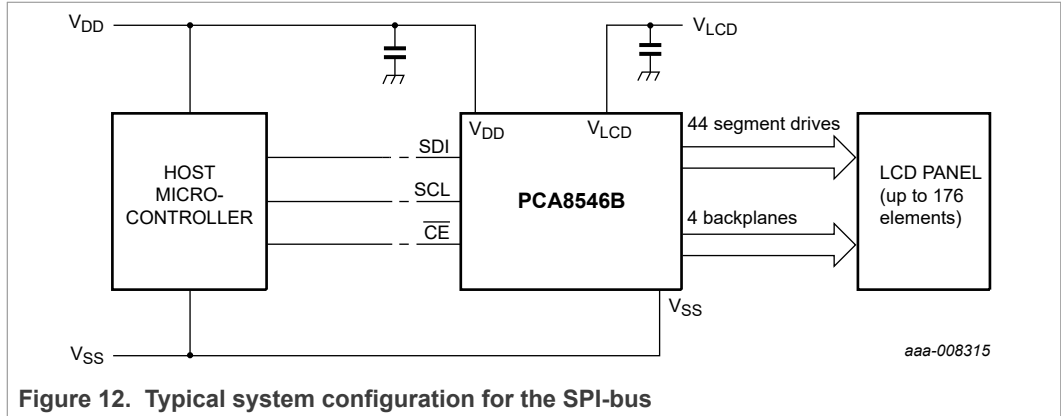 VDD
VLCD
HOST
MICRO-
CONTROLLER
SDI
SCL
CE
VDD
VLCD
PCA8546B
VSS
44 segment drives
4 backplanes
LCD PANEL
(up to 176
elements)
VSS
aaa-008315
Figure 12. Typical system configuration for the SPI-bus